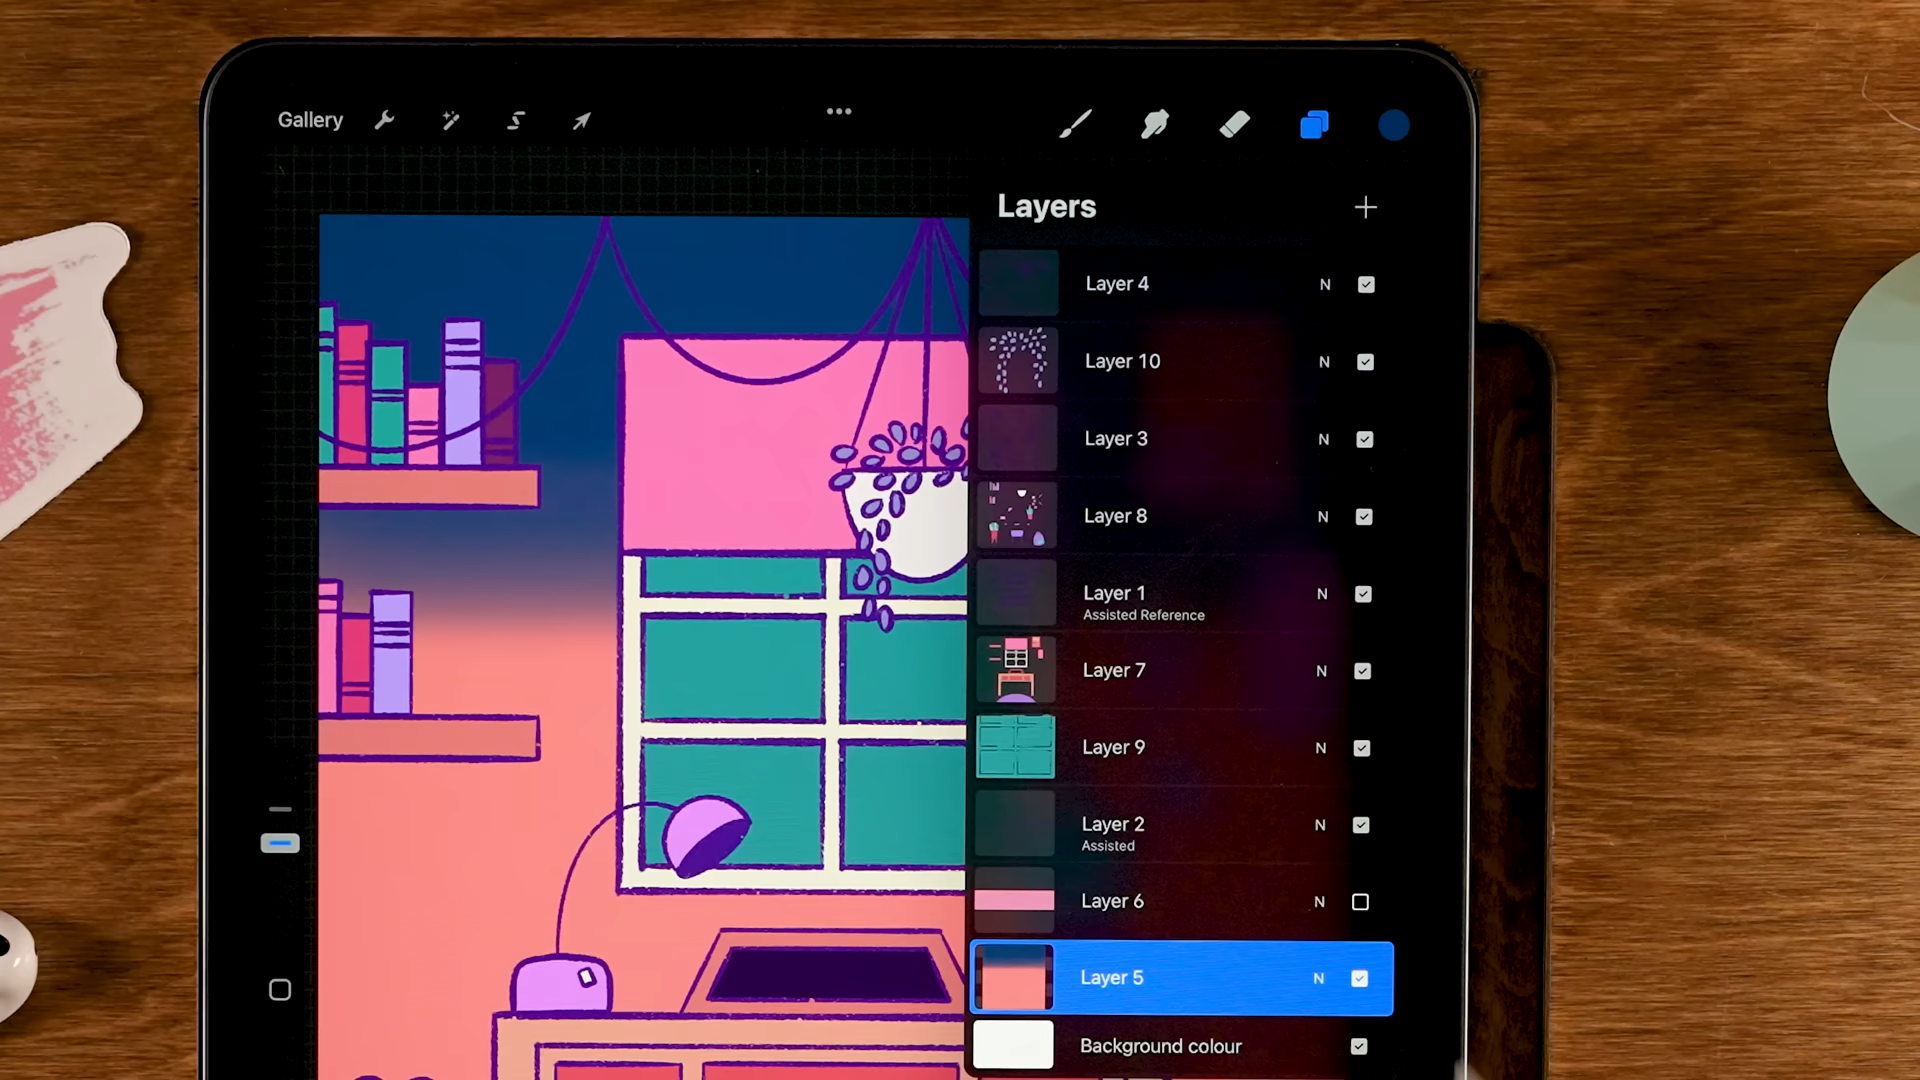 Gallery
Layers
Layer 4 N
Layer 10 N
Layer 3 N
Layer 8 N
Layer 1 N
Assisted Reference
Layer 7 N
Layer 9 N
Layer 2 N
Assisted
Layer 6 N
Layer 5 N
Background colour